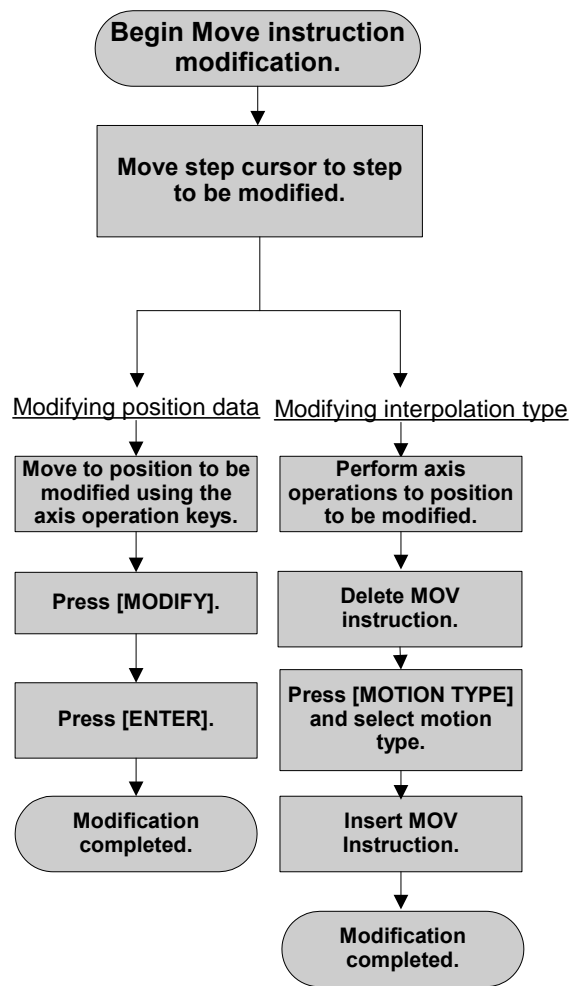 Begin Move instruction
modification.
Move step cursor to step
to be modified.
Modifying position data
Move to position to be
modified using the
axis operation keys.
Press [MODIFY].
Press [ENTER].
Modification
completed.
Modifying interpolation type
Perform axis
operations to position
to be modified.
Delete MOV
instruction.
Press [MOTION TYPE]
and select motion
type.
Insert MOV
Instruction.
Modification
completed.